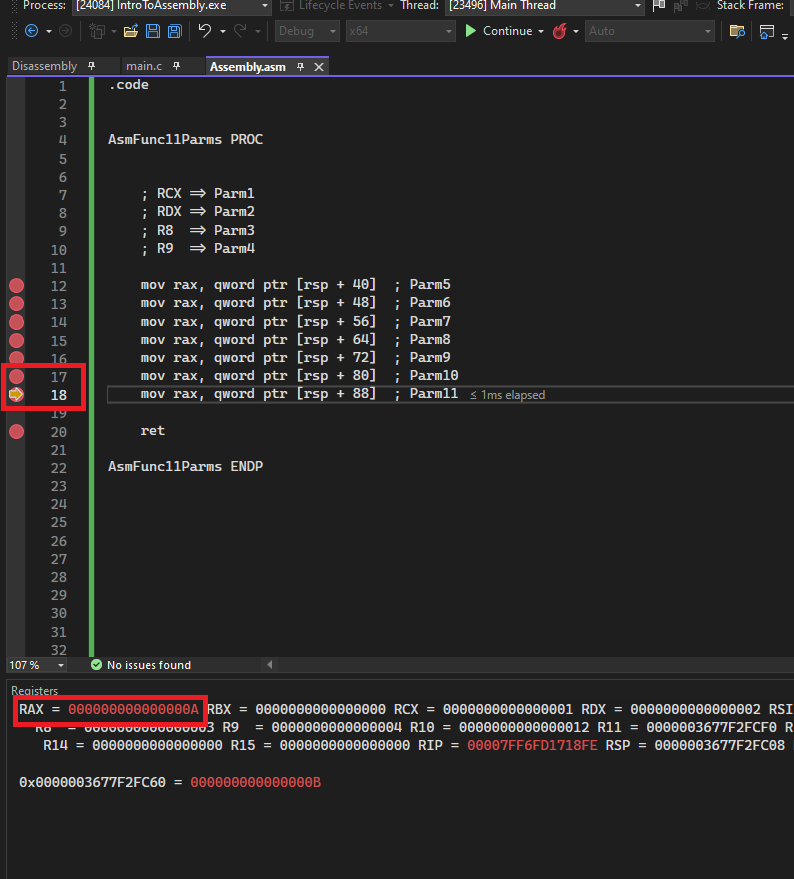 Process: [24084] IntroToAssembly.exe Lifecycle Events Thread: [23496] Main Thread Stack Frame:
Debug x64 Continue Auto
Disassembly main.c Assembly.asm
1 .code
2
3
4 AsmFunc11Parms PROC
5
6
7 ; RCX => Parm1
8 ; RDX => Parm2
9 ; R8 => Parm3
10 ; R9 => Parm4
11
12 mov rax, qword ptr [rsp + 40] ; Parm5
13 mov rax, qword ptr [rsp + 48] ; Parm6
14 mov rax, qword ptr [rsp + 56] ; Parm7
15 mov rax, qword ptr [rsp + 64] ; Parm8
16 mov rax, qword ptr [rsp + 72] ; Parm9
17 mov rax, qword ptr [rsp + 80] ; Parm10
18 mov rax, qword ptr [rsp + 88] ; Parm11 ≤ 1ms elapsed
19
20 ret
21
22 AsmFunc11Parms ENDP
23
24
25
26
27
28
29
30
31
32
107 % No issues found
Registers
RAX = 000000000000000A RBX = 0000000000000000 RCX = 0000000000000001 RDX = 0000000000000002 RSI
R8 = 0000000000000003 R9 = 0000000000000004 R10 = 0000000000000012 R11 = 0000003677F2FCF0
R14 = 0000000000000000 R15 = 0000000000000000 RIP = 00007FF6FD1718FE RSP = 0000003677F2FC08
0x0000003677F2FC60 = 000000000000000B